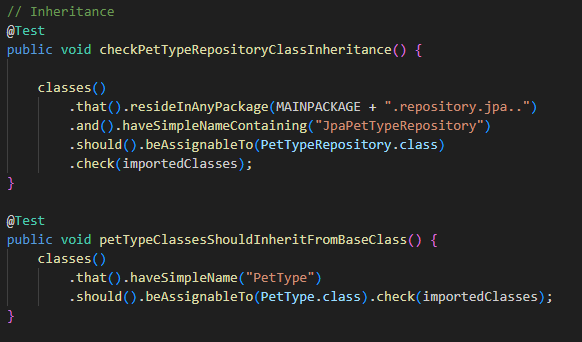 // Inheritance
@Test
public void checkPetTypeRepositoryClassInheritance() {
classes()
.that().resideInAnyPackage(MAINPACKAGE + ".repository.jpa..")
.and().haveSimpleNameContaining("JpaPetTypeRepository")
.should().beAssignableTo(PetTypeRepository.class)
.check(importedClasses);
}
@Test
public void petTypeClassesShouldInheritFromBaseClass() {
classes()
.that().haveSimpleName("PetType")
.should().beAssignableTo(PetType.class).check(importedClasses);
}